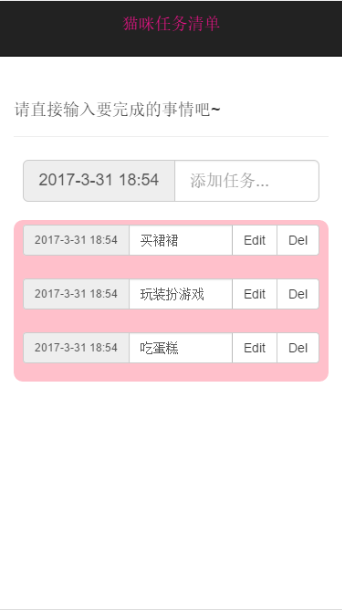 猫咪任务清单
请直接输入要完成的事情吧~
2017-3-31 18:54 添加任务...
2017-3-31 18:54 买裙裙 Edit Del
2017-3-31 18:54 玩装扮游戏 Edit Del
2017-3-31 18:54 吃蛋糕 Edit Del